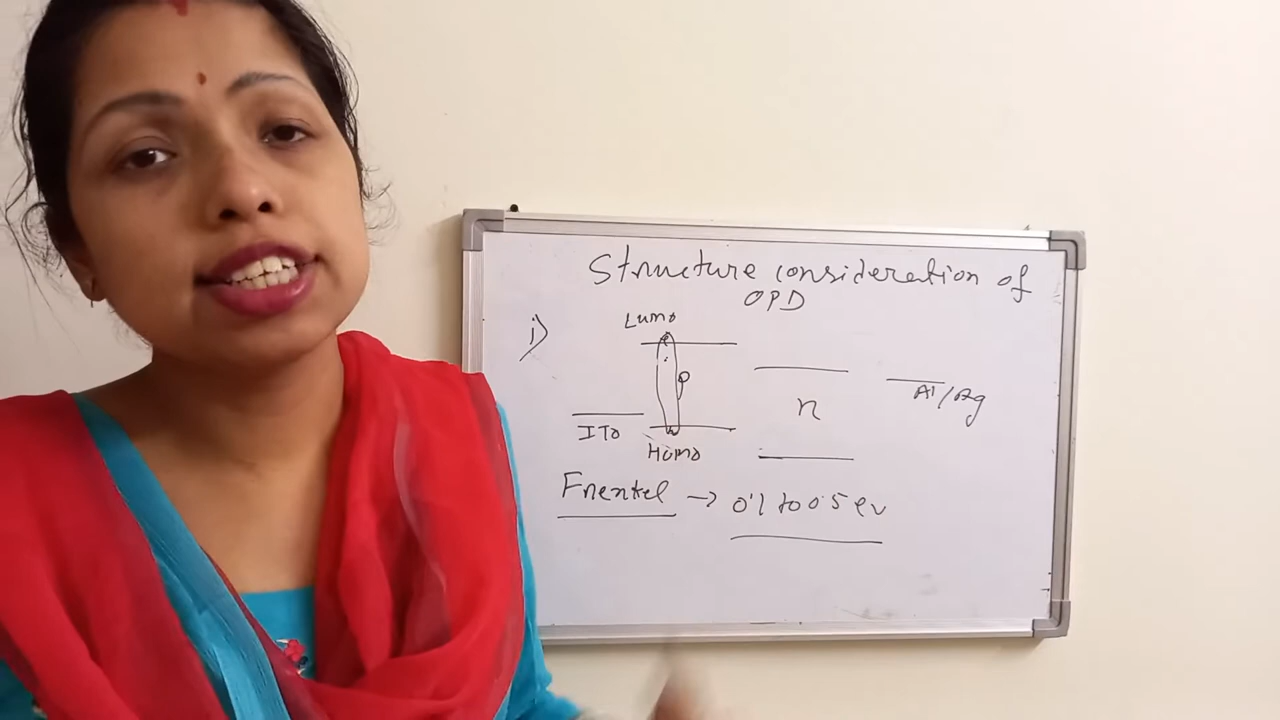 Structure consideration of
OPD
i)
Lumo
P
n
Al/Ag
ITO
Homo
Frenkel → 0.1 to 0.5 ev